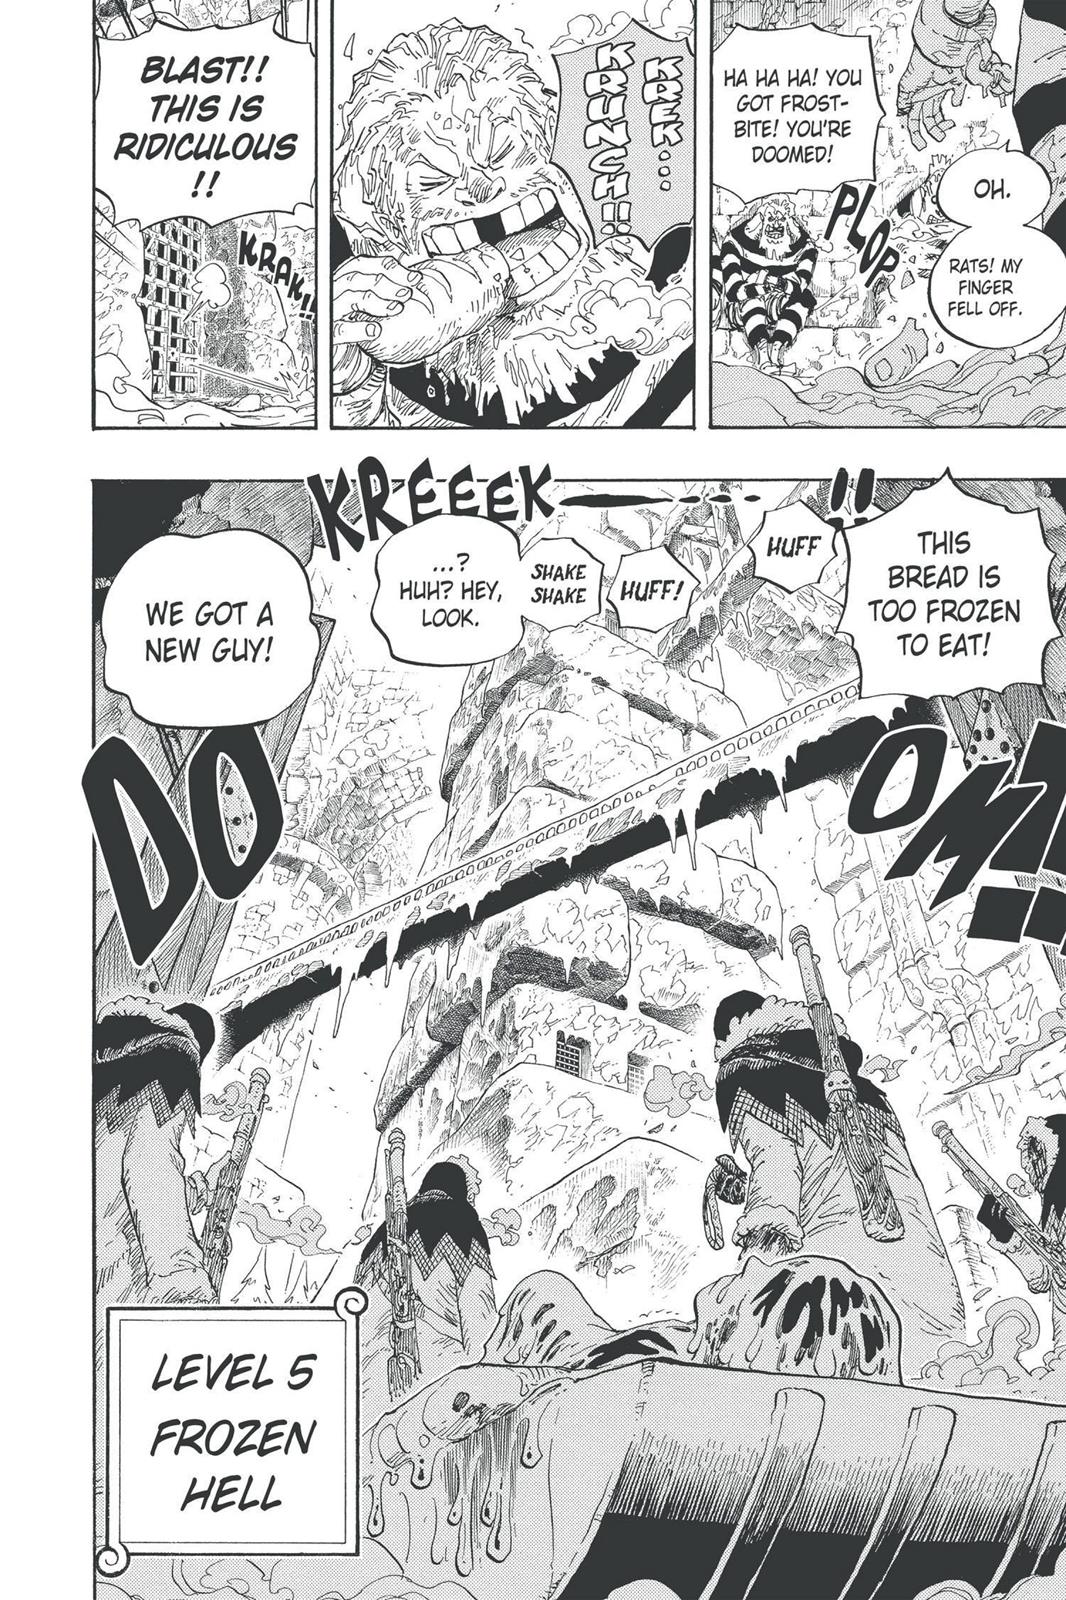 HA HA HA! YOU
GOT FROST-
BITE! YOU'RE
DOOMED!
OH.
RATS! MY
FINGER
FELL OFF.
PLOP
KREK...
KRUNCH!!
BLAST!!
THIS IS
RIDICULOUS
!!
KRAK!!
THIS
BREAD IS
TOO FROZEN
TO EAT!
!!
HUFF
HUFF!
SHAKE
SHAKE
...?
HUH? HEY,
LOOK.
KREEEK
WE GOT A
NEW GUY!
DOOM!!
LEVEL 5
FROZEN
HELL